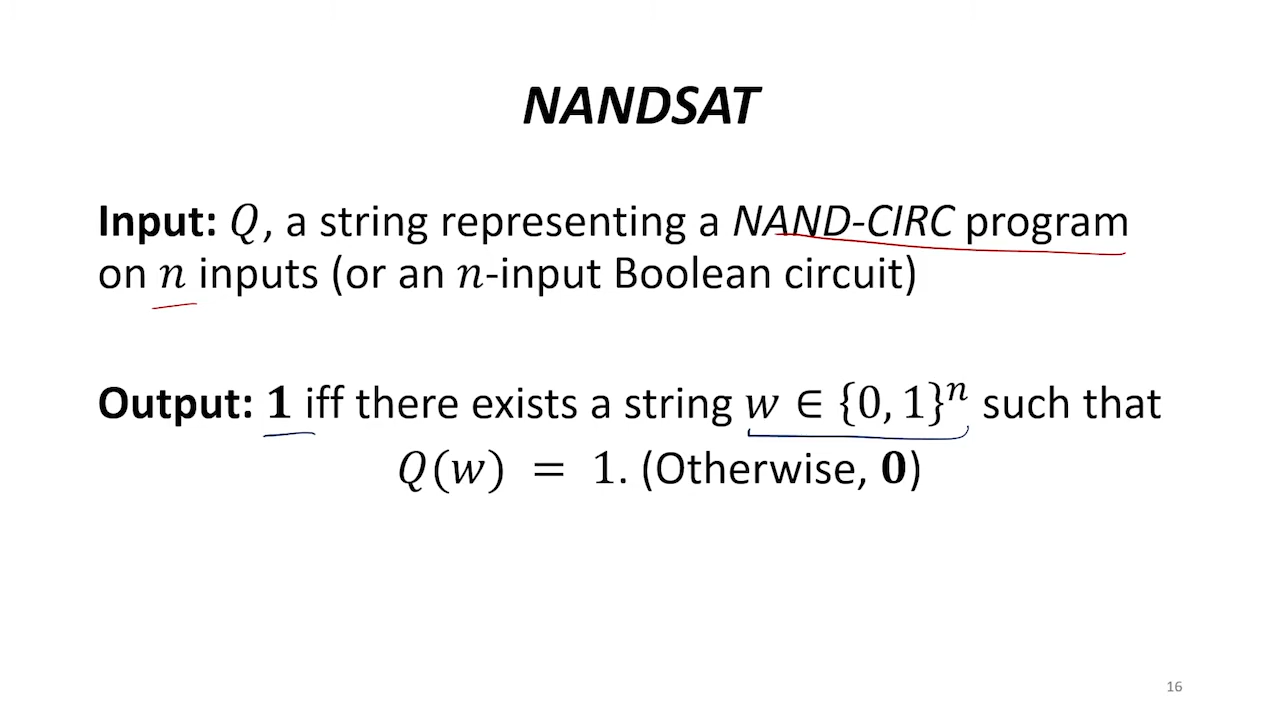 NANDSAT
Input: Q, a string representing a NAND-CIRC program
on n inputs (or an n-input Boolean circuit)
Output: 1 iff there exists a string w ∈ {0, 1}ⁿ such that
Q(w) = 1. (Otherwise, 0)
16